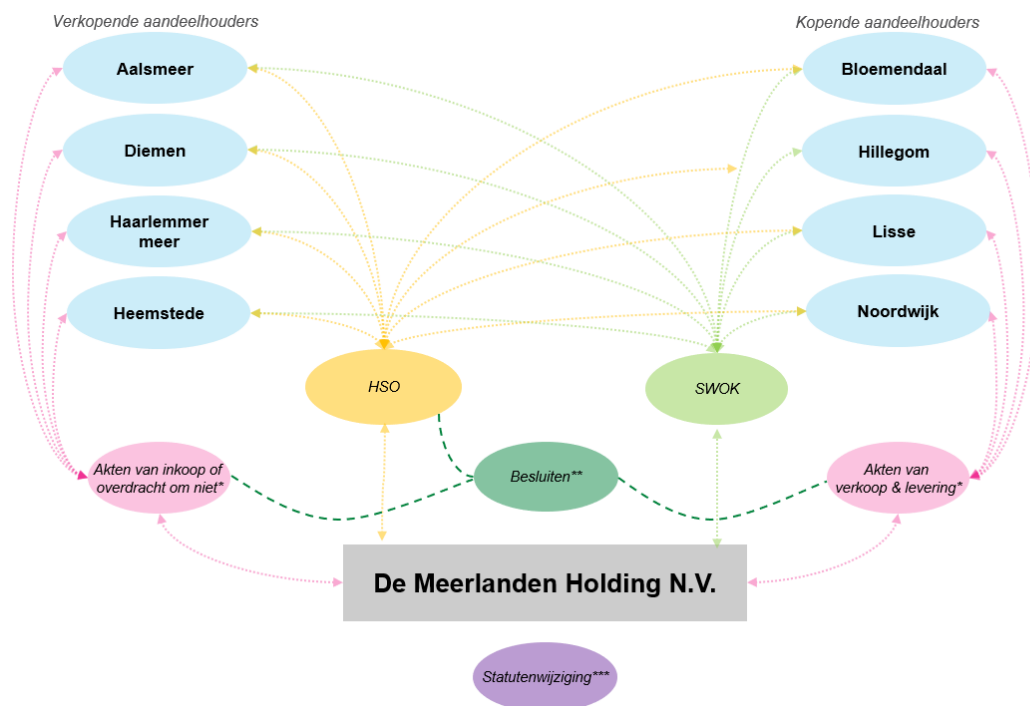 Verkopende aandeelhouders
Kopende aandeelhouders
Aalsmeer
Bloemendaal
Diemen
Hillegom
Haarlemmer
meer
Lisse
Heemstede
Noordwijk
HSO
SWOK
Akten van inkoop of
overdracht om niet*
Besluiten**
Akten van
verkoop & levering*
De Meerlanden Holding N.V.
Statutenwijziging***